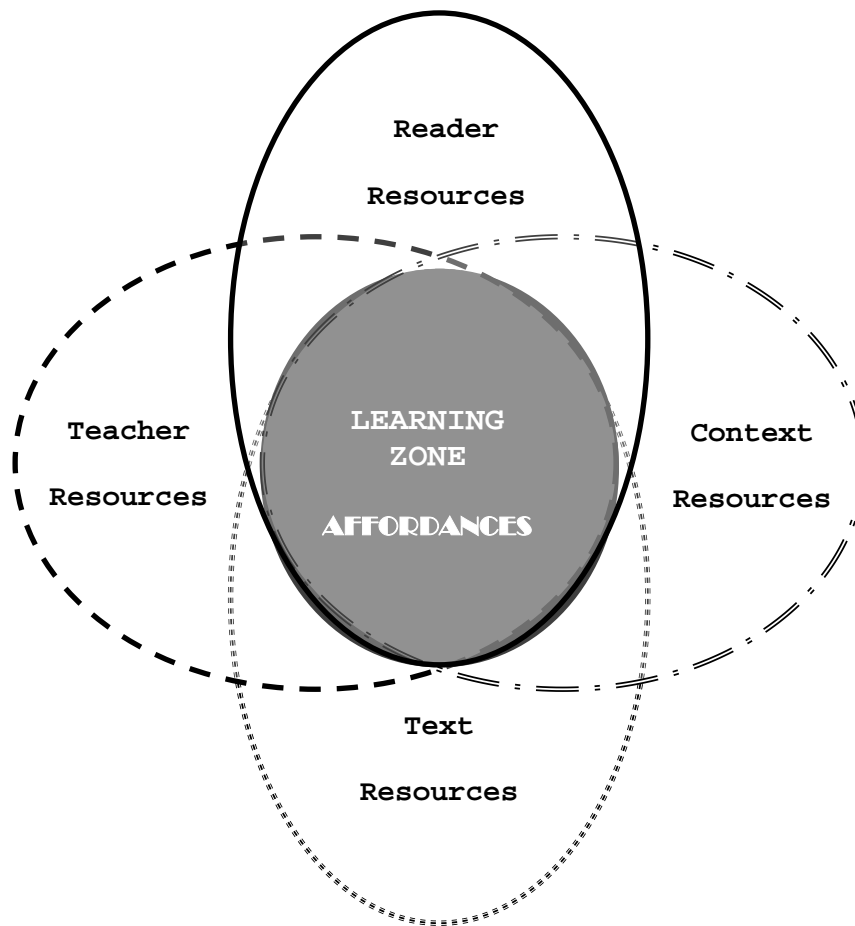 Reader
Resources
Teacher
Resources
LEARNING
ZONE
AFFORDANCES
Context
Resources
Text
Resources